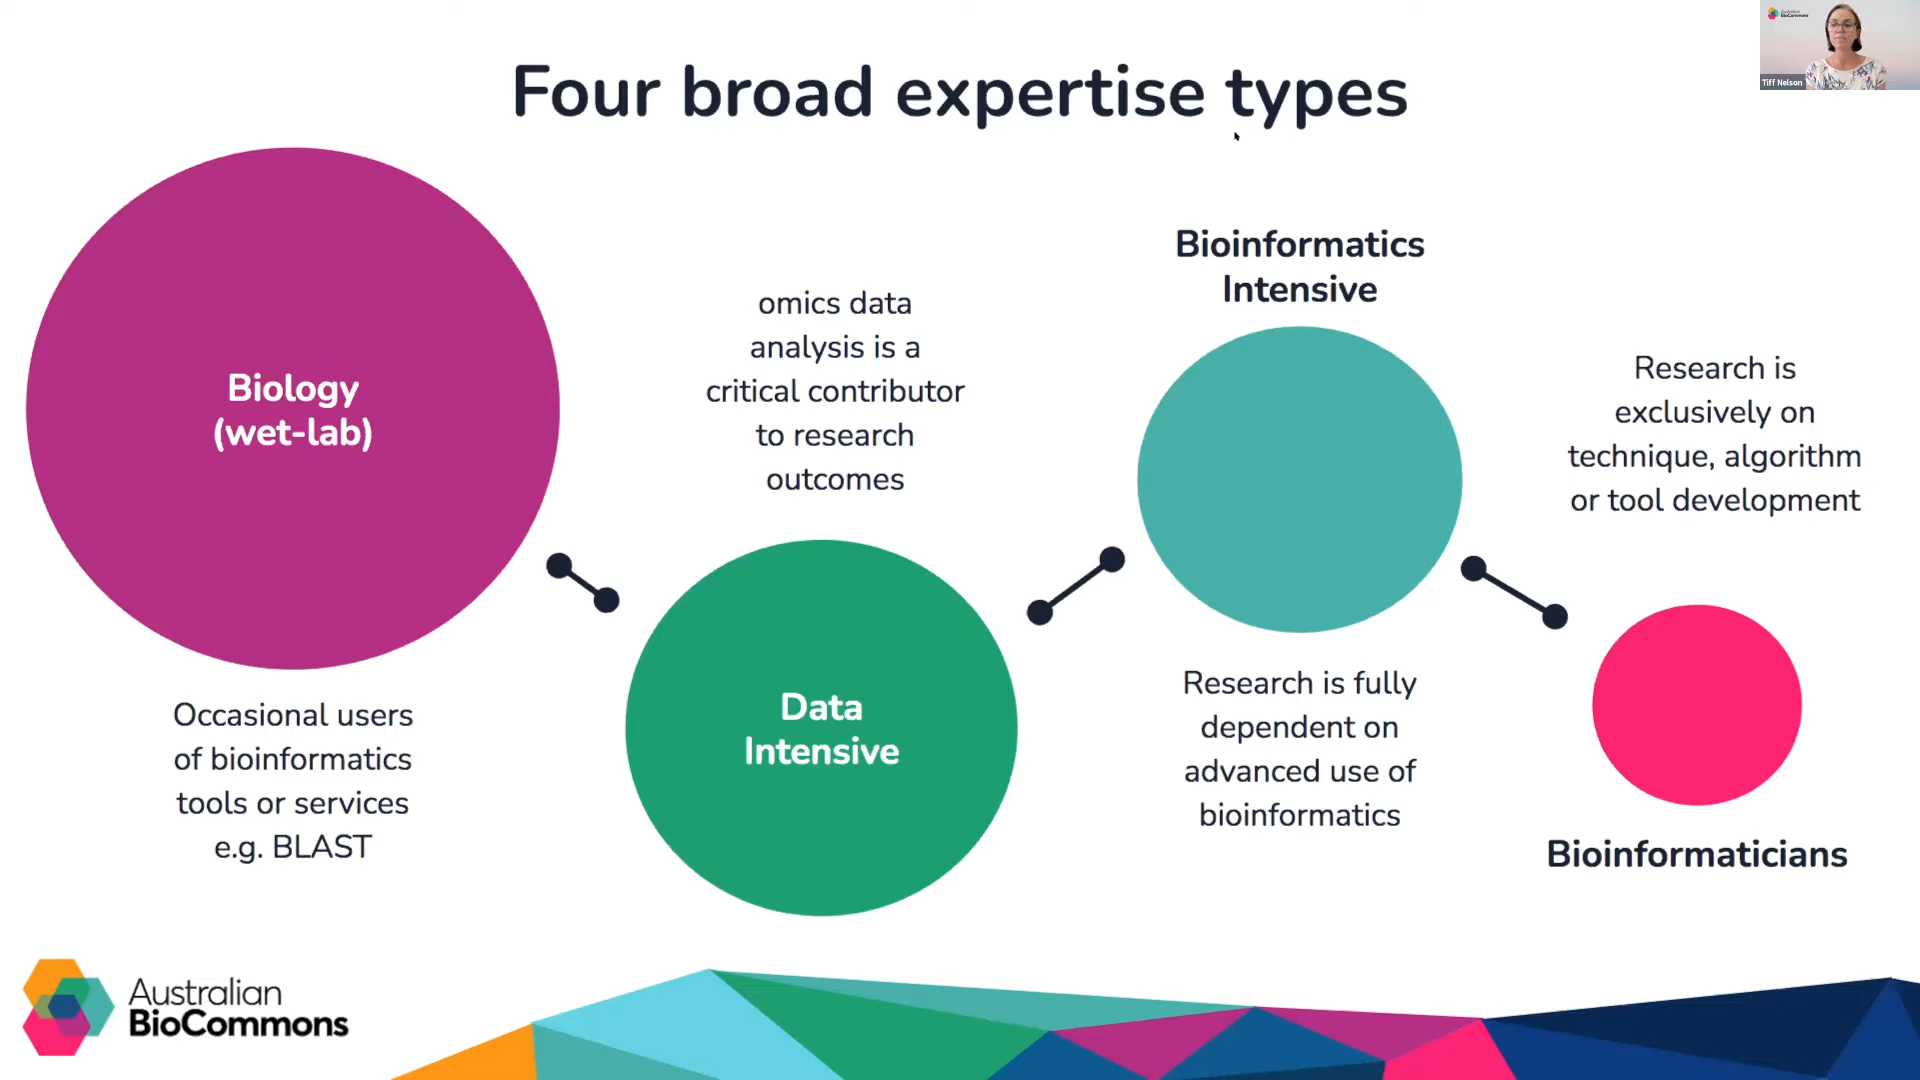 Four broad expertise types
Australian
BioCommons
Tiff Nelson
Biology
(wet-lab)
Occasional users
of bioinformatics
tools or services
e.g. BLAST
omics data
analysis is a
critical contributor
to research
outcomes
Data
Intensive
Bioinformatics
Intensive
Research is fully
dependent on
advanced use of
bioinformatics
Research is
exclusively on
technique, algorithm
or tool development
Bioinformaticians
Australian
BioCommons